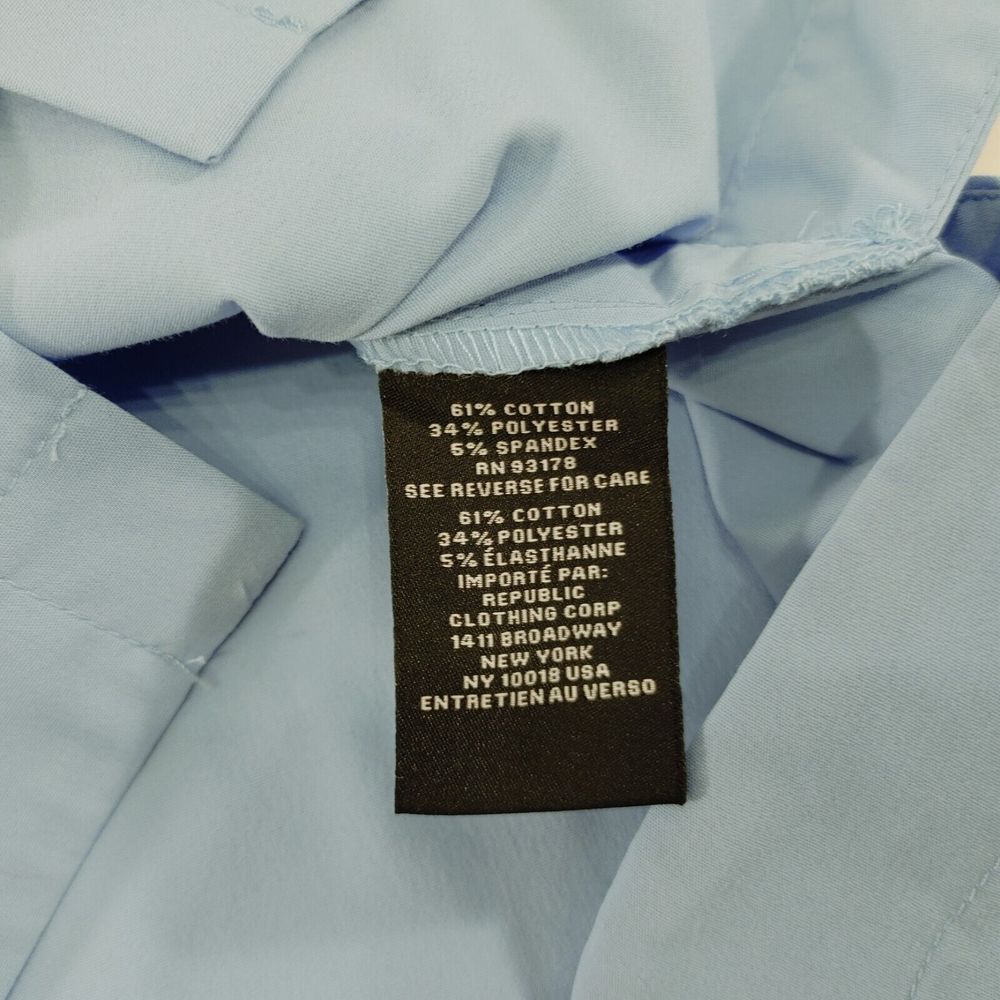 61% COTTON
34% POLYESTER
5% SPANDEX
RN 93178
SEE REVERSE FOR CARE
61% COTTON
34% POLYESTER
5% ÉLASTHANNE
IMPORTÉ PAR:
REPUBLIC
CLOTHING CORP
1411 BROADWAY
NEW YORK
NY 10018 USA
ENTRETIEN AU VERSO